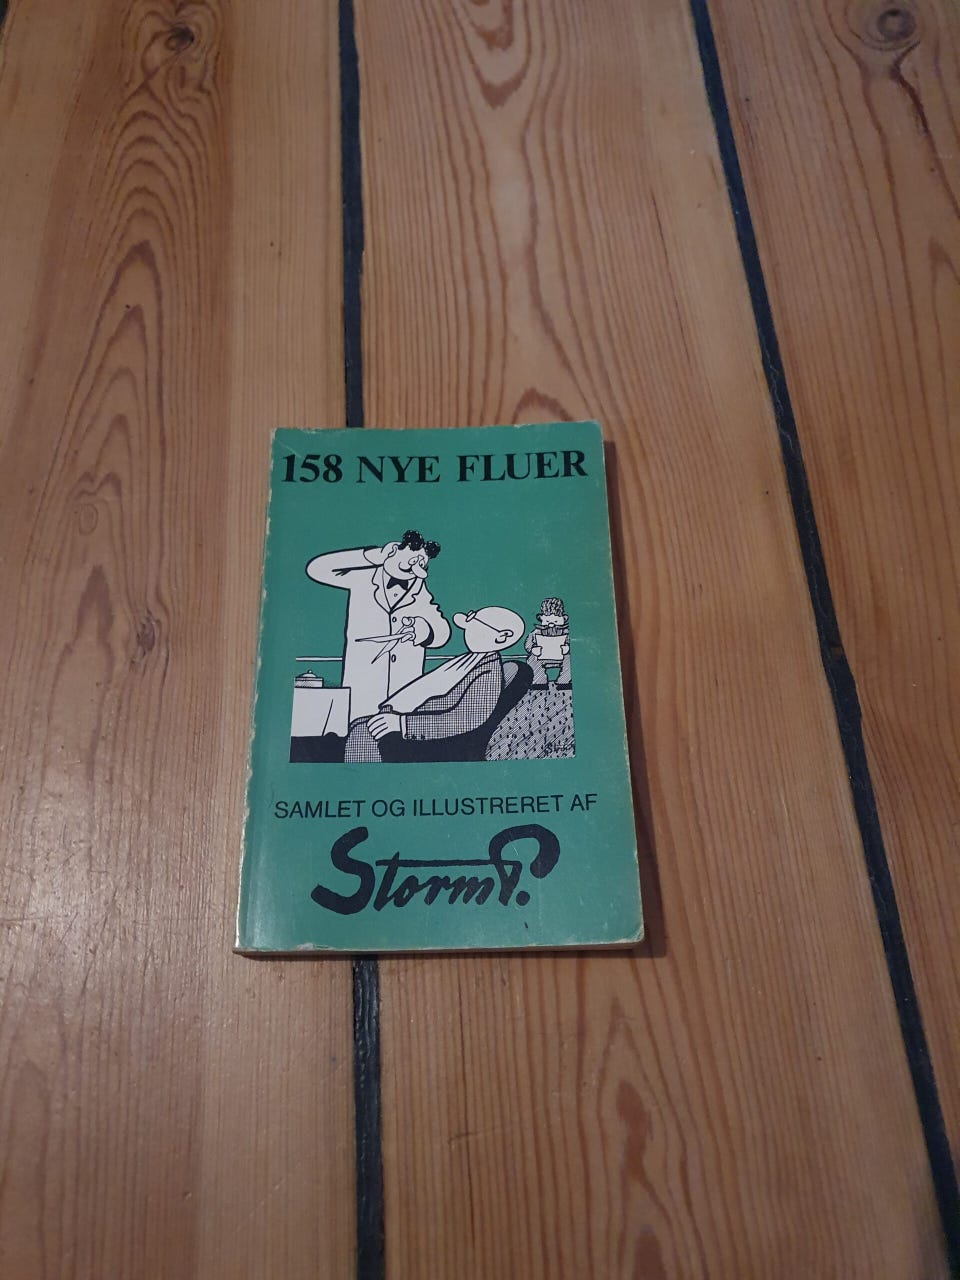 158 NYE FLUER
SAMLET OG ILLUSTRERET AF
Storm P.